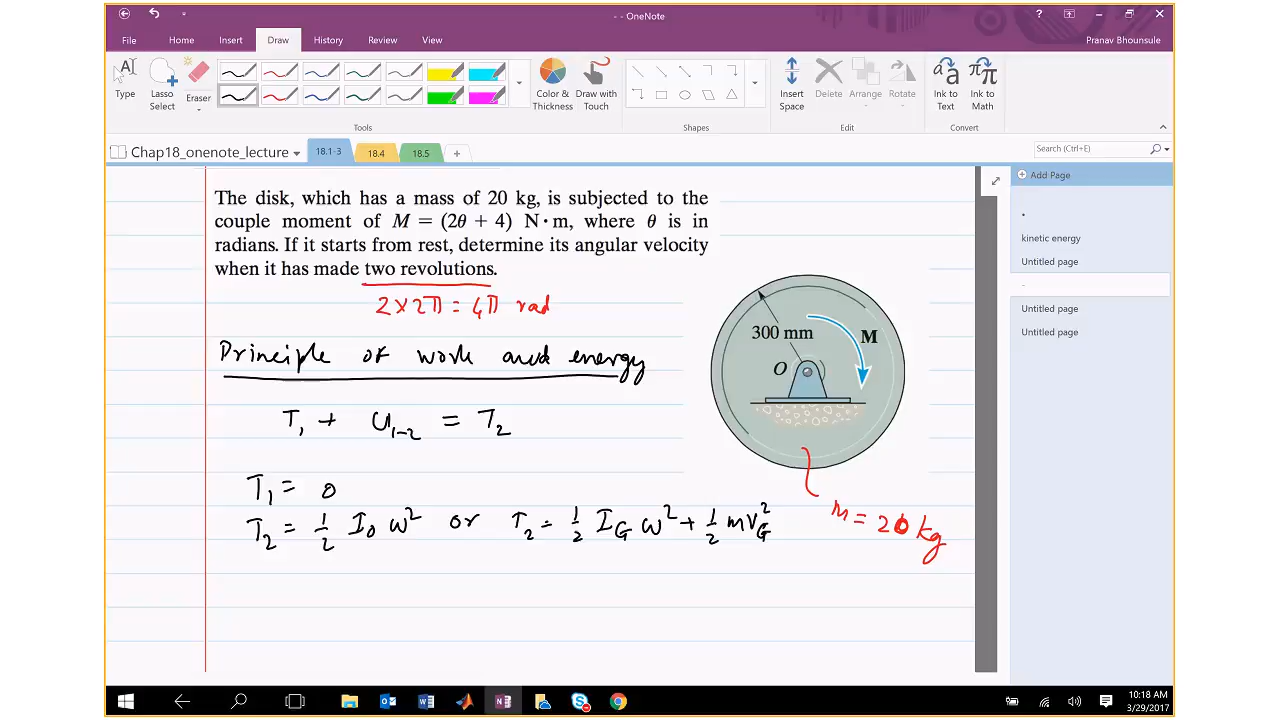 - - OneNote
?
File
Home
Insert
Draw
History
Review
View
Pranav Bhounsule
Type
Lasso
Select
Eraser
Color &
Thickness
Draw with
Touch
Insert
Space
Delete
Arrange
Rotate
Ink to
Text
Ink to
Math
Tools
Shapes
Edit
Convert
Chap18_onenote_lecture
18.1-3
18.4
18.5
+
Search (Ctrl+E)
Add Page
kinetic energy
Untitled page
-
Untitled page
Untitled page
The disk, which has a mass of 20 kg, is subjected to the
couple moment of M = (2θ + 4) N·m, where θ is in
radians. If it starts from rest, determine its angular velocity
when it has made two revolutions.
2×2π = 4π rad
Principle of work and energy
T₁ + U₁₋₂ = T₂
T₁ = 0
T₂ = ½ I₀ ω² or T₂ = ½ I_G ω² + ½ m v_G²
300 mm
M
O
m = 20 kg
10:18 AM
3/29/2017